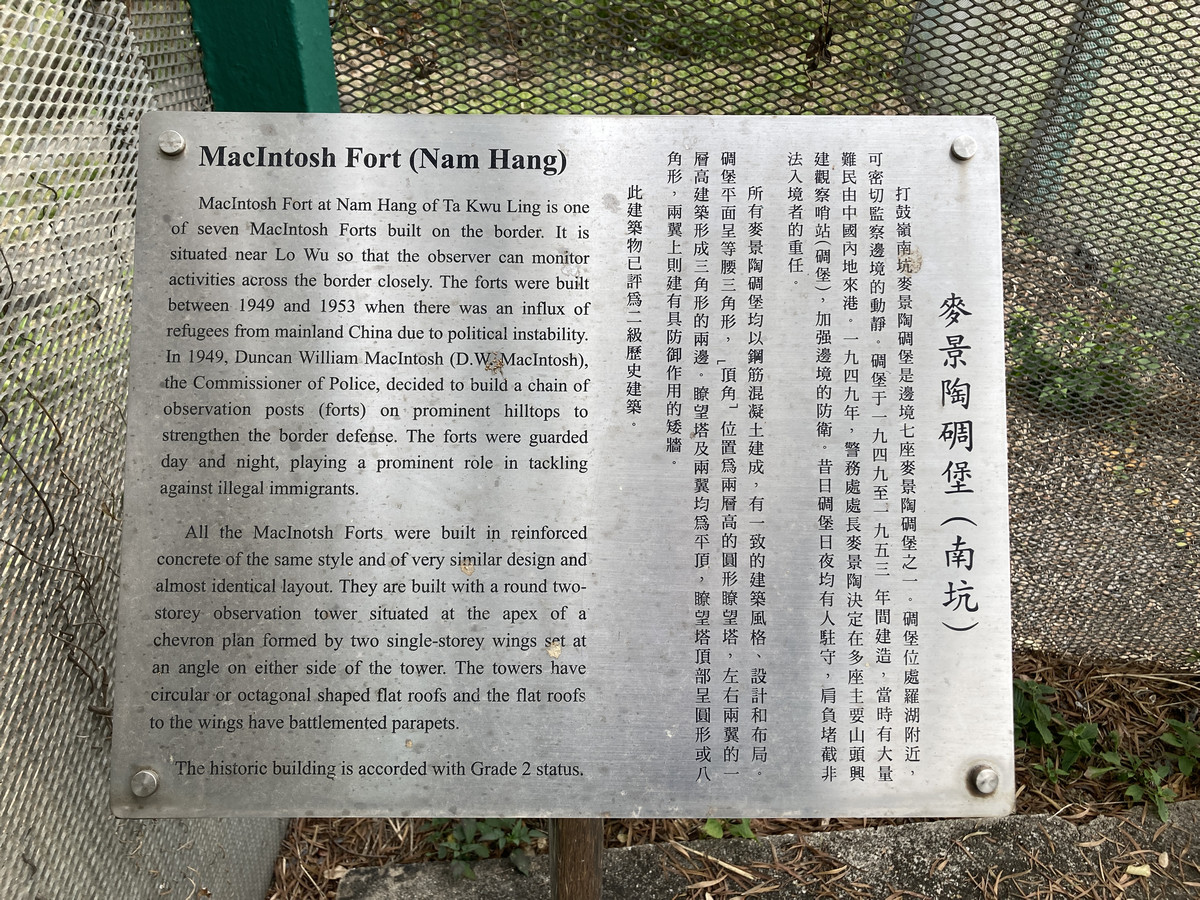 MacIntosh Fort (Nam Hang)
MacIntosh Fort at Nam Hang of Ta Kwu Ling is one
of seven MacIntosh Forts built on the border. It is
situated near Lo Wu so that the observer can monitor
activities across the border closely. The forts were built
between 1949 and 1953 when there was an influx of
refugees from mainland China due to political instability.
In 1949, Duncan William MacIntosh (D.W. MacIntosh),
the Commissioner of Police, decided to build a chain of
observation posts (forts) on prominent hilltops to
strengthen the border defense. The forts were guarded
day and night, playing a prominent role in tackling
against illegal immigrants.
All the MacInotsh Forts were built in reinforced
concrete of the same style and of very similar design and
almost identical layout. They are built with a round two-
storey observation tower situated at the apex of a
chevron plan formed by two single-storey wings set at
an angle on either side of the tower. The towers have
circular or octagonal shaped flat roofs and the flat roofs
to the wings have battlemented parapets.
The historic building is accorded with Grade 2 status.
麥景陶碉堡（南坑）
打鼓嶺南坑麥景陶碉堡是邊境七座麥景陶碉堡之一。碉堡位處羅湖附近，
可密切監察邊境的動靜。碉堡于一九四九至一九五三年間建造，當時有大量
難民由中國內地來港。一九四九年，警務處處長麥景陶決定在多座主要山頭興
建觀察哨站(碉堡)，加强邊境的防衛。昔日碉堡日夜均有人駐守，肩負堵截非
法入境者的重任。
所有麥景陶碉堡均以鋼筋混凝土建成，有一致的建築風格、設計和布局。
碉堡平面呈等腰三角形，「頂角」位置爲兩層高的圓形瞭望塔，左右兩翼的一
層高建築形成三角形的兩邊。瞭望塔及兩翼均爲平頂，瞭望塔頂部呈圓形或八
角形，兩翼上則建有具防御作用的矮牆。
此建築物已評爲二級歷史建築。